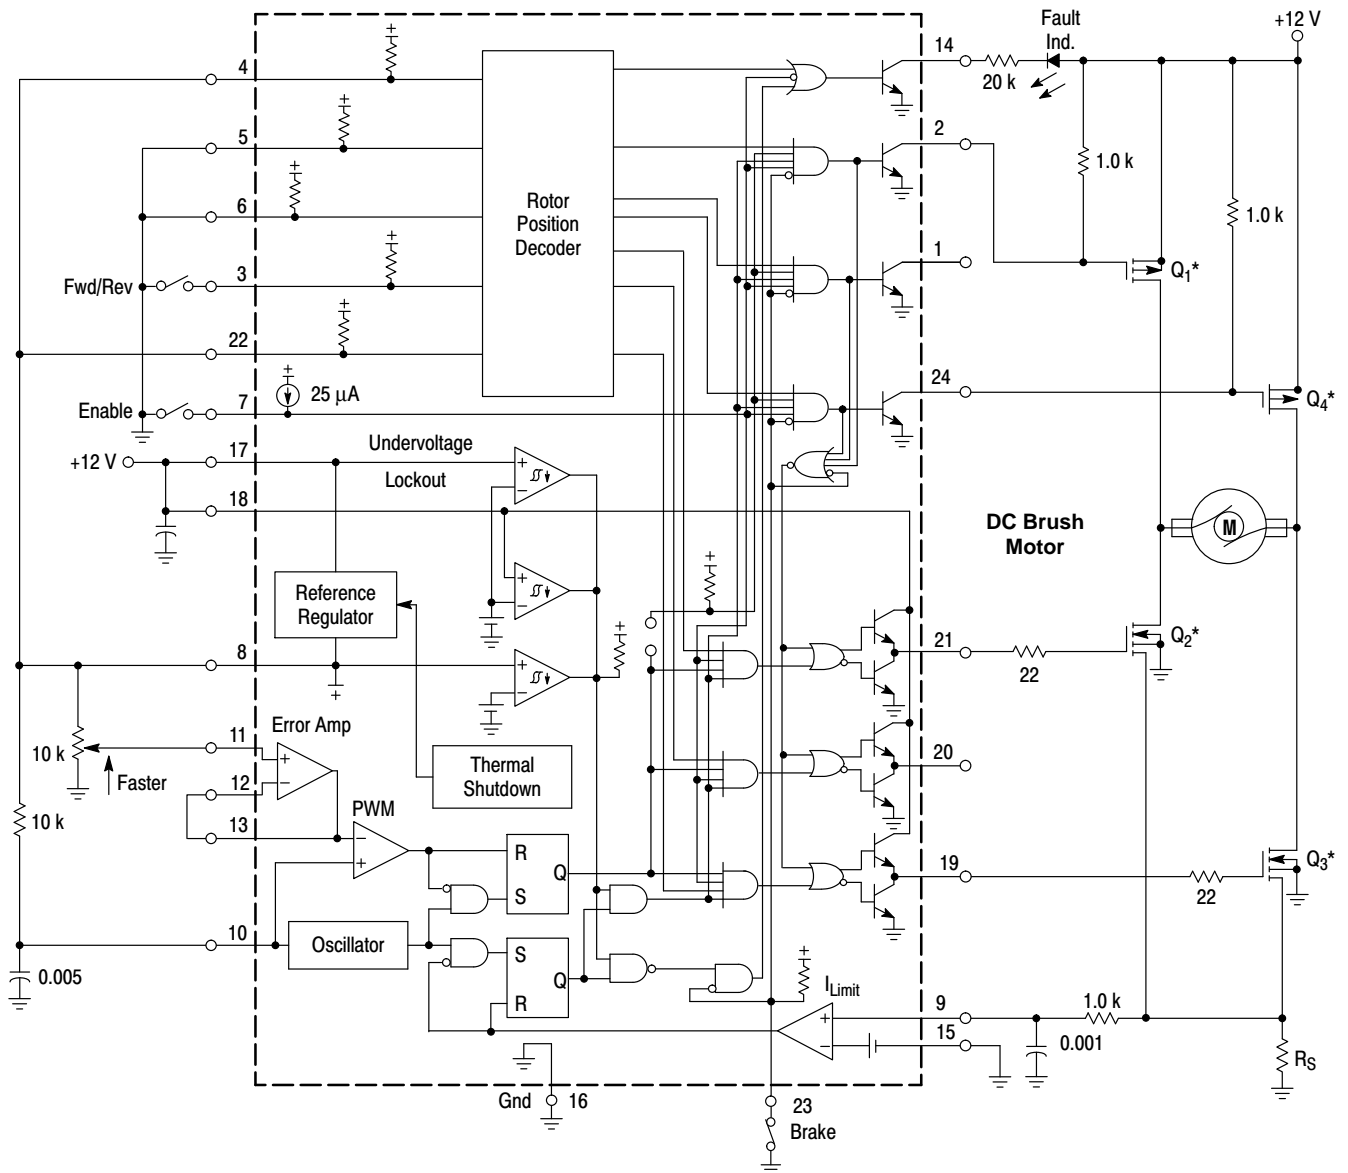 Fault
Ind.
+12 V
4
14
20 k
5
2
1.0 k
6
Rotor
Position
Decoder
1.0 k
Fwd/Rev
3
1
Q1*
22
24
Enable
7
25 µA
Q4*
+12 V
17
Undervoltage
Lockout
18
DC Brush
Motor
M
Reference
Regulator
8
21
22
Q2*
Error Amp
11
10 k
Faster
12
13
Thermal
Shutdown
20
10 k
PWM
R
Q
S
19
22
Q3*
10
Oscillator
S
Q
R
0.005
ILimit
9
1.0 k
15
0.001
RS
Gnd
16
23
Brake